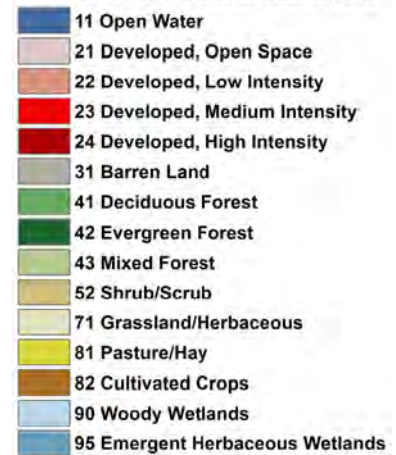 11 Open Water
21 Developed, Open Space
22 Developed, Low Intensity
23 Developed, Medium Intensity
24 Developed, High Intensity
31 Barren Land
41 Deciduous Forest
42 Evergreen Forest
43 Mixed Forest
52 Shrub/Scrub
71 Grassland/Herbaceous
81 Pasture/Hay
82 Cultivated Crops
90 Woody Wetlands
95 Emergent Herbaceous Wetlands